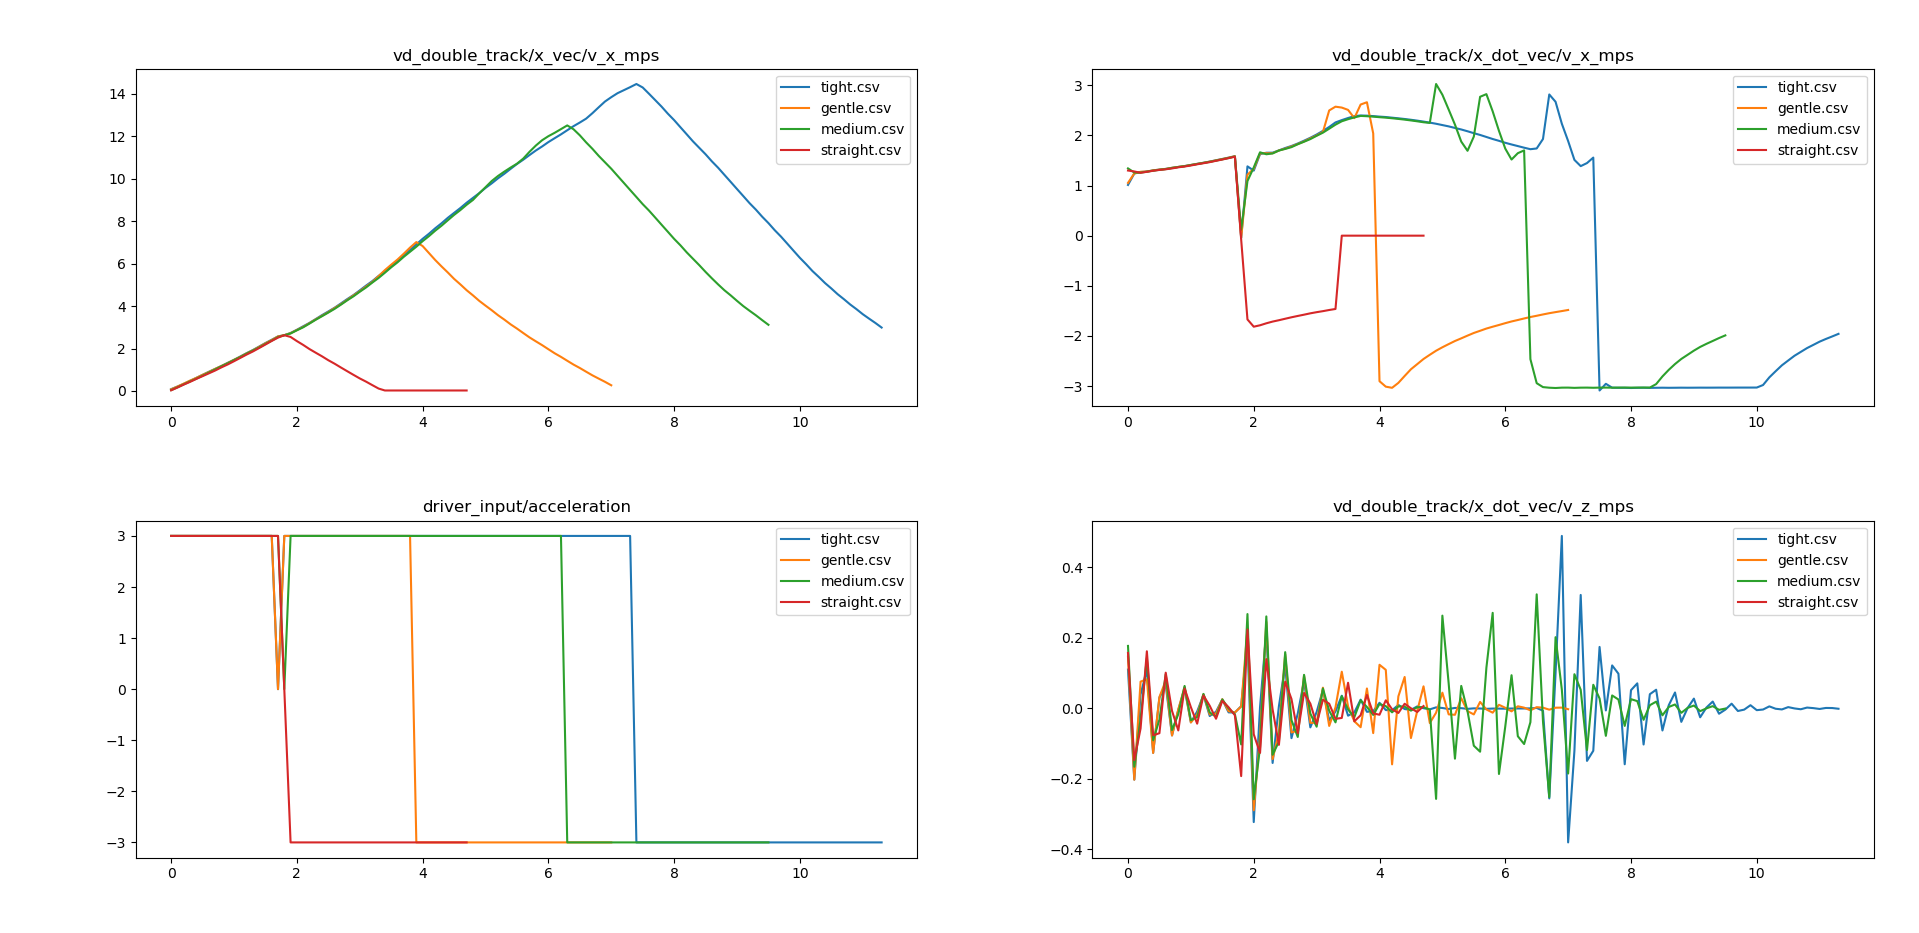 vd_double_track/x_vec/v_x_mps
14
12
10
8
6
4
2
0
0 2 4 6 8 10
tight.csv
gentle.csv
medium.csv
straight.csv
vd_double_track/x_dot_vec/v_x_mps
3
2
1
0
−1
−2
−3
0 2 4 6 8 10
tight.csv
gentle.csv
medium.csv
straight.csv
driver_input/acceleration
3
2
1
0
−1
−2
−3
0 2 4 6 8 10
tight.csv
gentle.csv
medium.csv
straight.csv
vd_double_track/x_dot_vec/v_z_mps
0.4
0.2
0.0
−0.2
−0.4
0 2 4 6 8 10
tight.csv
gentle.csv
medium.csv
straight.csv